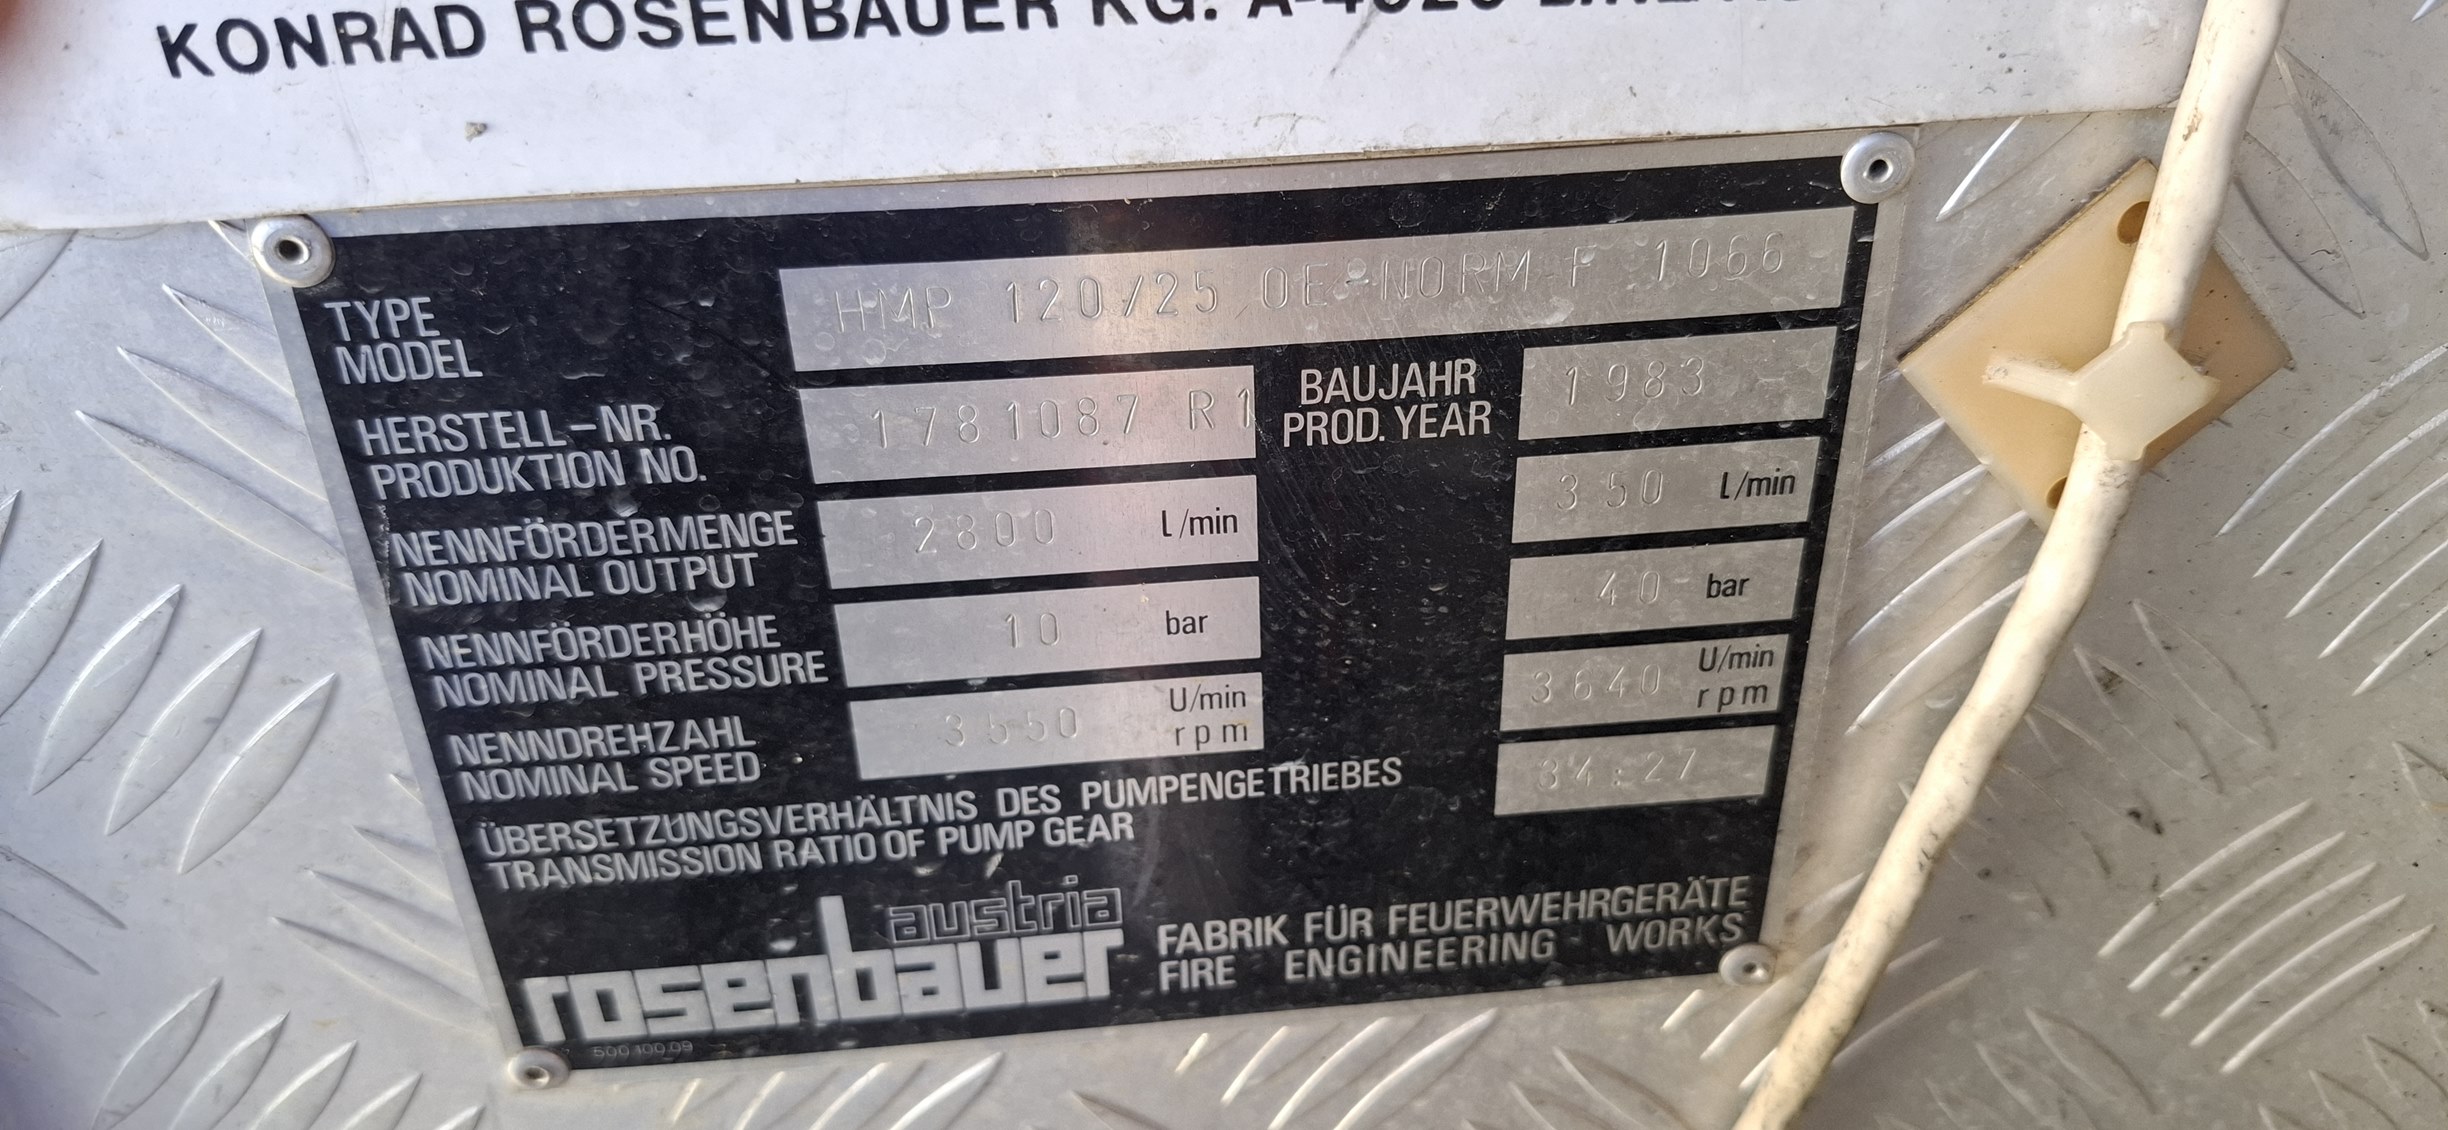 KONRAD ROSENBAUER KG.
TYPE
MODEL
HMP 120/25 OE-NORM F 1066
HERSTELL-NR.
PRODUKTION NO.
1781087 R1
BAUJAHR
PROD. YEAR
1983
NENNFÖRDERMENGE
NOMINAL OUTPUT
2800 l/min
350 l/min
NENNFÖRDERHÖHE
NOMINAL PRESSURE
10 bar
40 bar
NENNDREHZAHL
NOMINAL SPEED
3550 U/min
rpm
3640 U/min
rpm
ÜBERSETZUNGSVERHÄLTNIS DES PUMPENGETRIEBES
TRANSMISSION RATIO OF PUMP GEAR
34:27
austria
rosenbauer
FABRIK FÜR FEUERWEHRGERÄTE
FIRE ENGINEERING WORKS
500.100.09